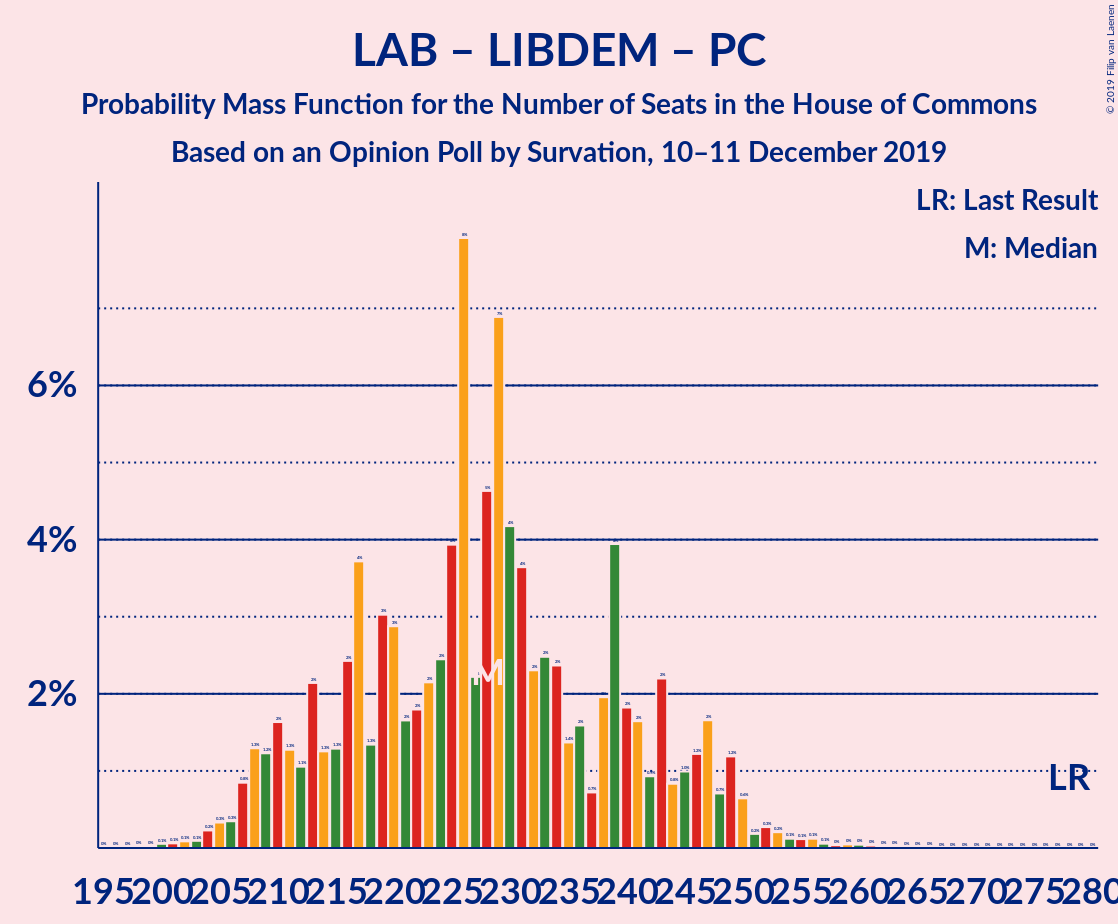 LAB – LIBDEM – PC
Probability Mass Function for the Number of Seats in the House of Commons
Based on an Opinion Poll by Survation, 10–11 December 2019
© 2019 Filip van Laenen
LR: Last Result
M: Median
6%
4%
2%
M
LR
195 200 205 210 215 220 225 230 235 240 245 250 255 260 265 270 275 280